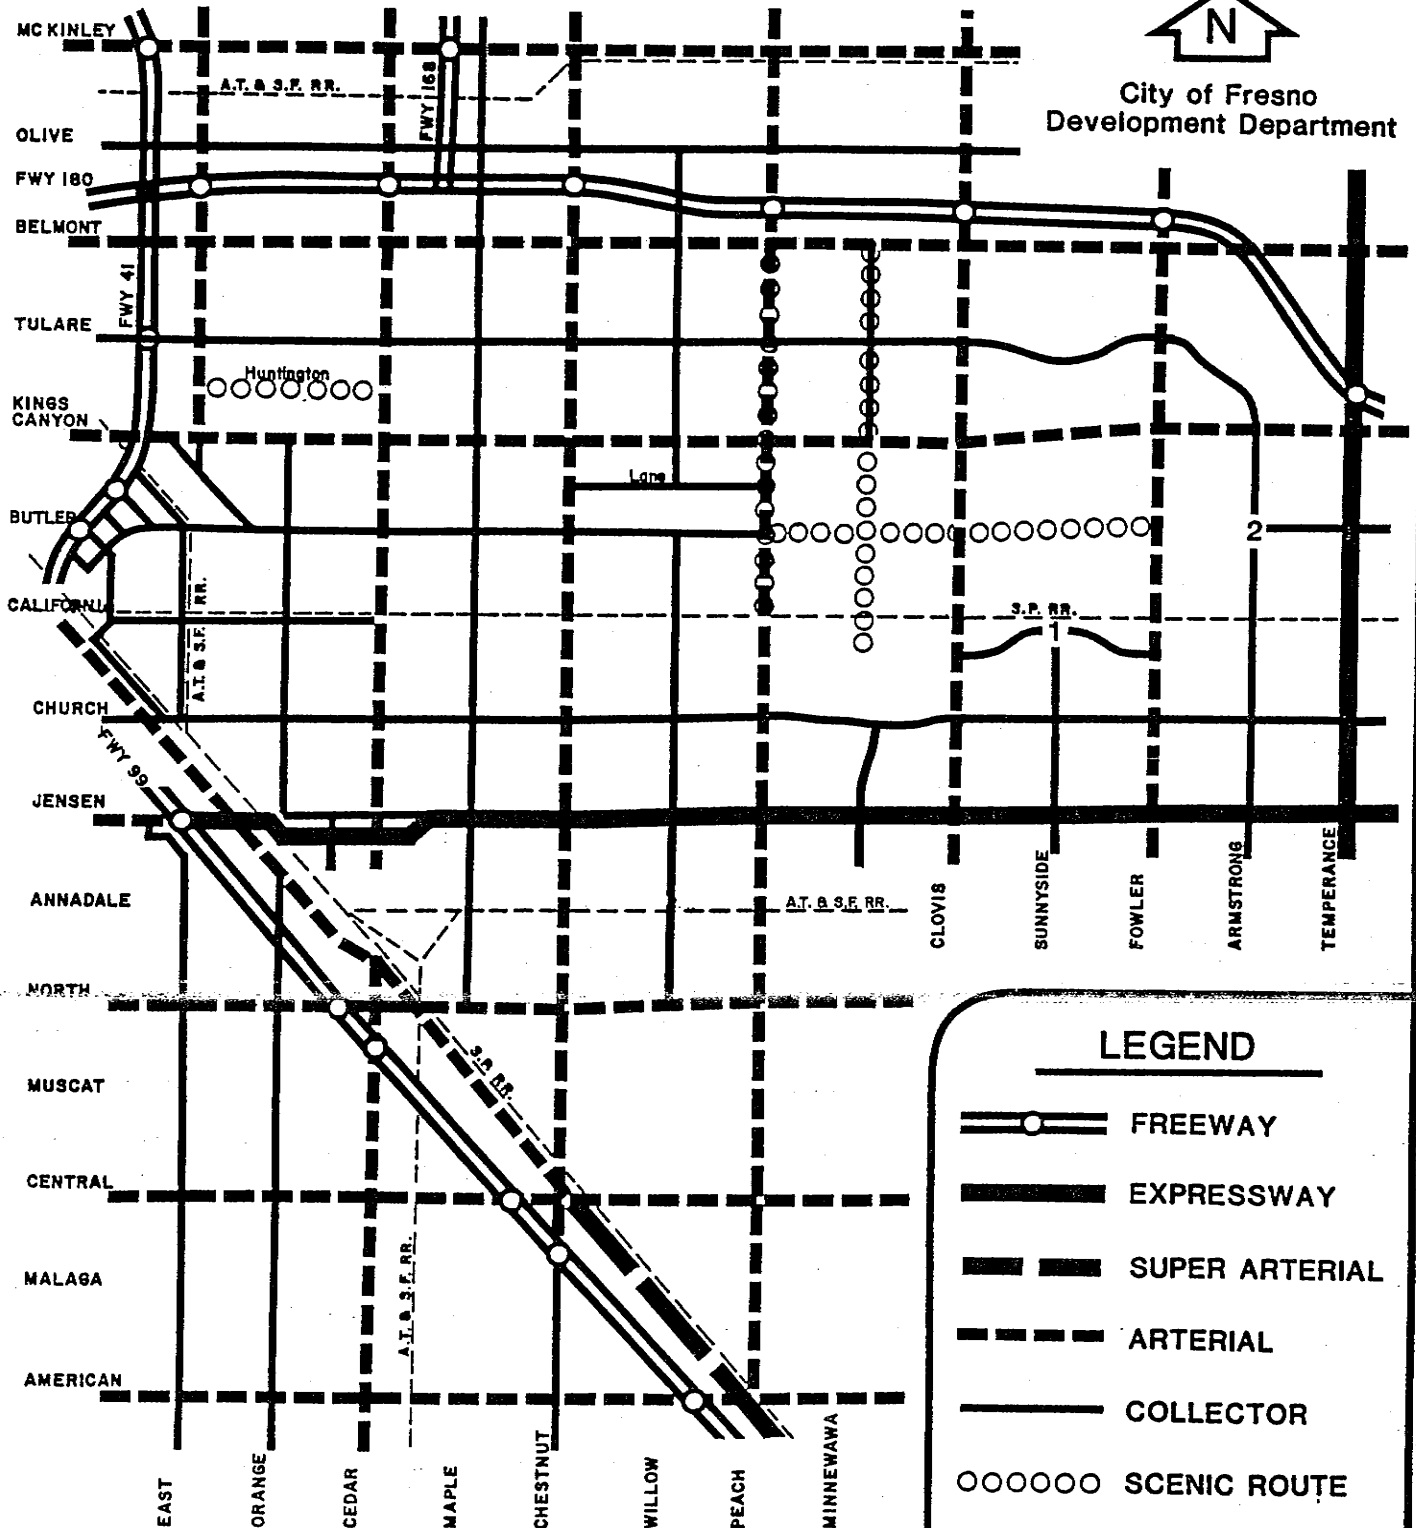 N
City of Fresno
Development Department
MC KINLEY
A.T. & S.F. RR.
FWY 168
OLIVE
FWY 180
BELMONT
FWY 41
TULARE
Huntington
KINGS
CANYON
Lane
BUTLER
2
CALIFORNIA
A.T. & S.F. RR.
S.P. RR.
1
CHURCH
FWY 99
JENSEN
ANNADALE
A.T. & S.F. RR.
CLOVIS
SUNNYSIDE
FOWLER
ARMSTRONG
TEMPERANCE
NORTH
S.P. RR.
MUSCAT
CENTRAL
A.T. & S.F. RR.
MALAGA
AMERICAN
EAST
ORANGE
CEDAR
MAPLE
CHESTNUT
WILLOW
PEACH
MINNEWAWA
LEGEND
FREEWAY
EXPRESSWAY
SUPER ARTERIAL
ARTERIAL
COLLECTOR
SCENIC ROUTE